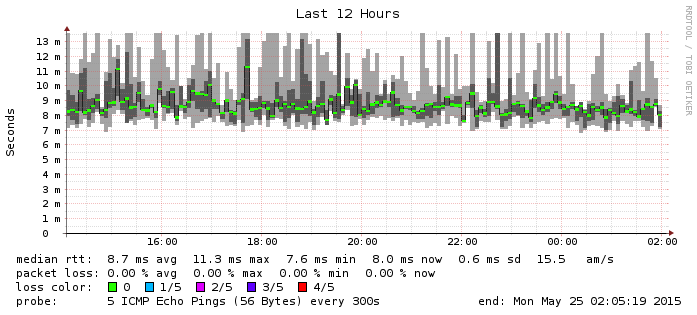 Last 12 Hours
RRDTOOL / TOBI OETIKER
Seconds
13 m
12 m
11 m
10 m
9 m
8 m
7 m
6 m
5 m
4 m
3 m
2 m
1 m
0
16:00 18:00 20:00 22:00 00:00 02:00
median rtt: 8.7 ms avg 11.3 ms max 7.6 ms min 8.0 ms now 0.6 ms sd 15.5 am/s
packet loss: 0.00 % avg 0.00 % max 0.00 % min 0.00 % now
loss color: 0 1/5 2/5 3/5 4/5
probe: 5 ICMP Echo Pings (56 Bytes) every 300s end: Mon May 25 02:05:19 2015